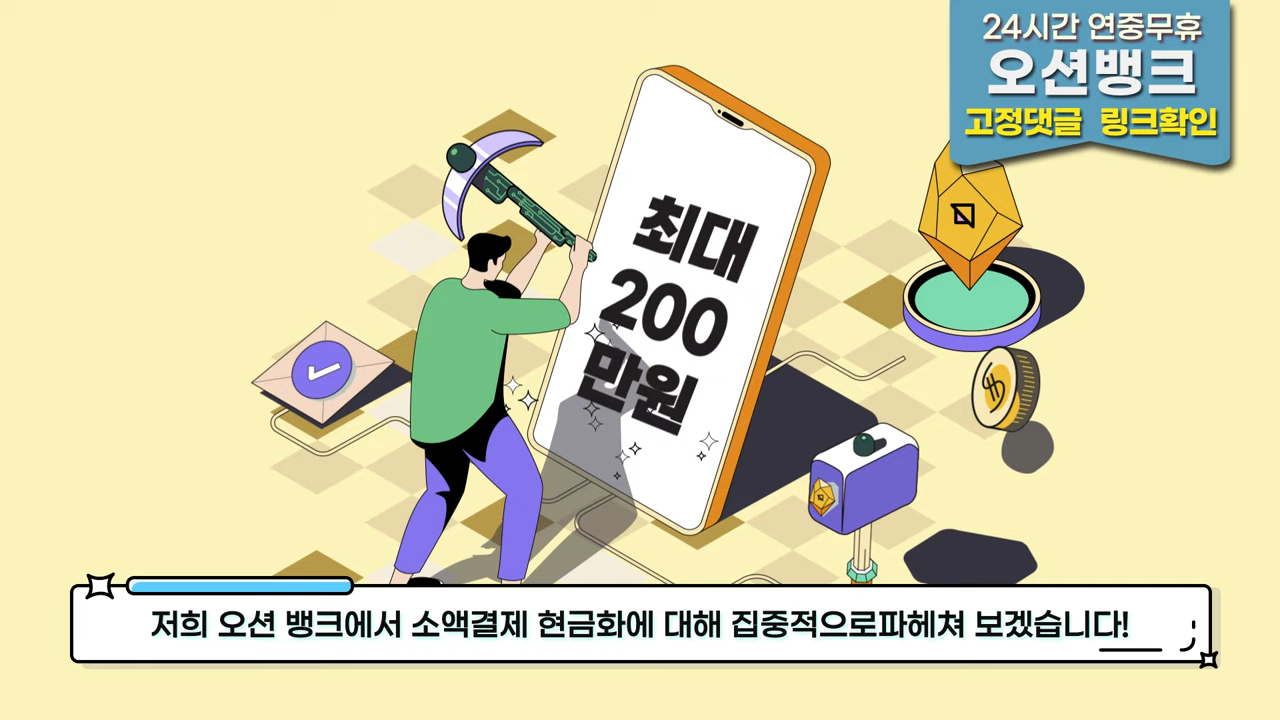 24시간 연중무휴
오션뱅크
고정댓글 링크확인
최대
200
만원
저희 오션 뱅크에서 소액결제 현금화에 대해 집중적으로파헤쳐 보겠습니다!